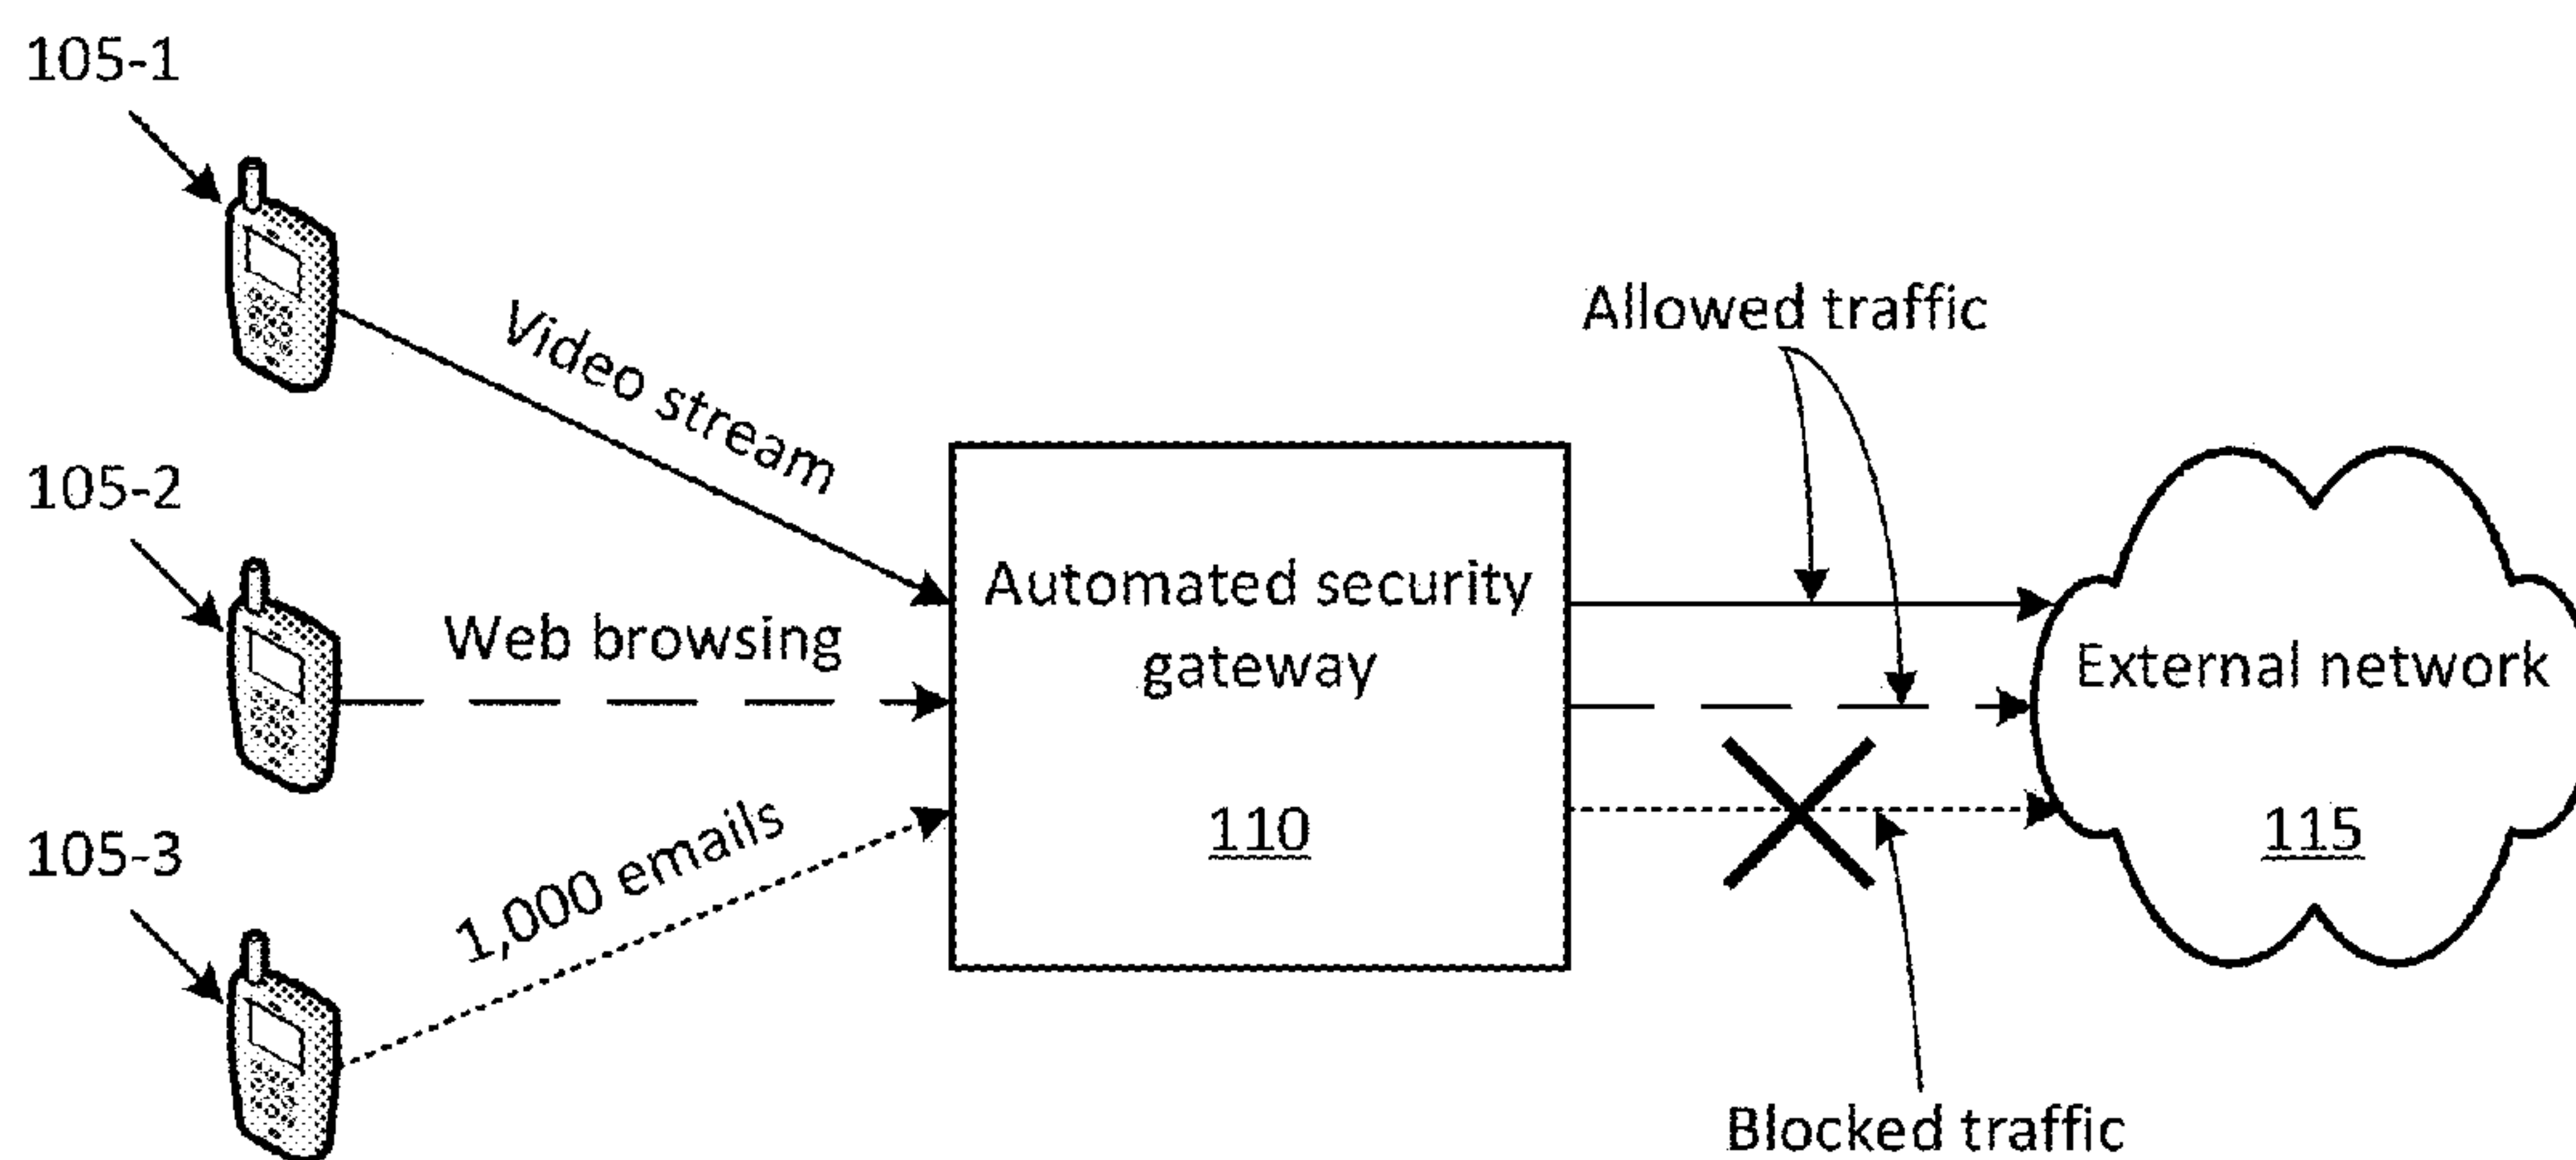 105-1
Video stream
Allowed traffic
105-2
Web browsing
Automated security
gateway
110
External network
115
105-3
1,000 emails
Blocked traffic